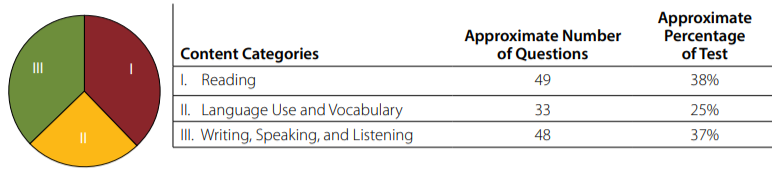 III
I
II
Content Categories
Approximate Number
of Questions
Approximate
Percentage
of Test
I. Reading 49 38%
II. Language Use and Vocabulary 33 25%
III. Writing, Speaking, and Listening 48 37%